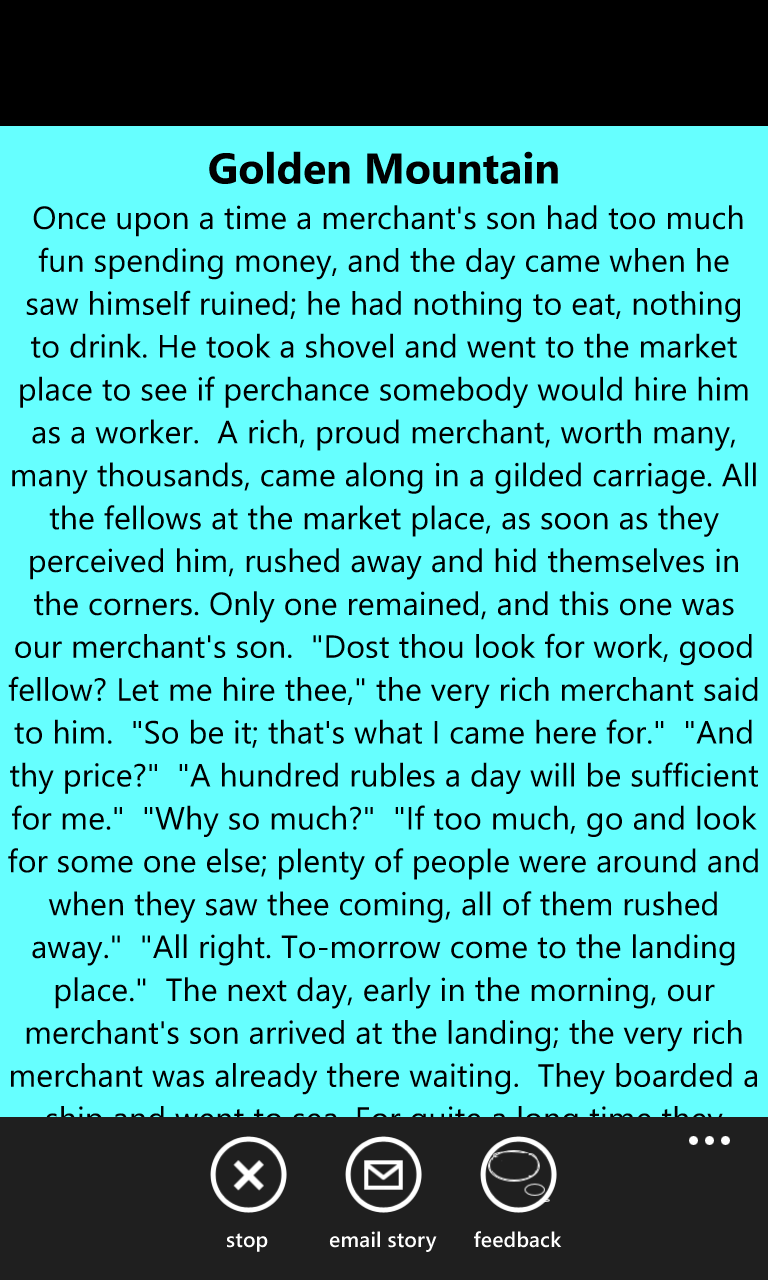 Golden Mountain
Once upon a time a merchant's son had too much
fun spending money, and the day came when he
saw himself ruined; he had nothing to eat, nothing
to drink. He took a shovel and went to the market
place to see if perchance somebody would hire him
as a worker.  A rich, proud merchant, worth many,
many thousands, came along in a gilded carriage. All
the fellows at the market place, as soon as they
perceived him, rushed away and hid themselves in
the corners. Only one remained, and this one was
our merchant's son.  "Dost thou look for work, good
fellow? Let me hire thee," the very rich merchant said
to him.  "So be it; that's what I came here for."  "And
thy price?"  "A hundred rubles a day will be sufficient
for me."  "Why so much?"  "If too much, go and look
for some one else; plenty of people were around and
when they saw thee coming, all of them rushed
away."  "All right. To-morrow come to the landing
place."  The next day, early in the morning, our
merchant's son arrived at the landing; the very rich
merchant was already there waiting.  They boarded a
ship and went to sea. For quite a long time they
stop
email story
feedback